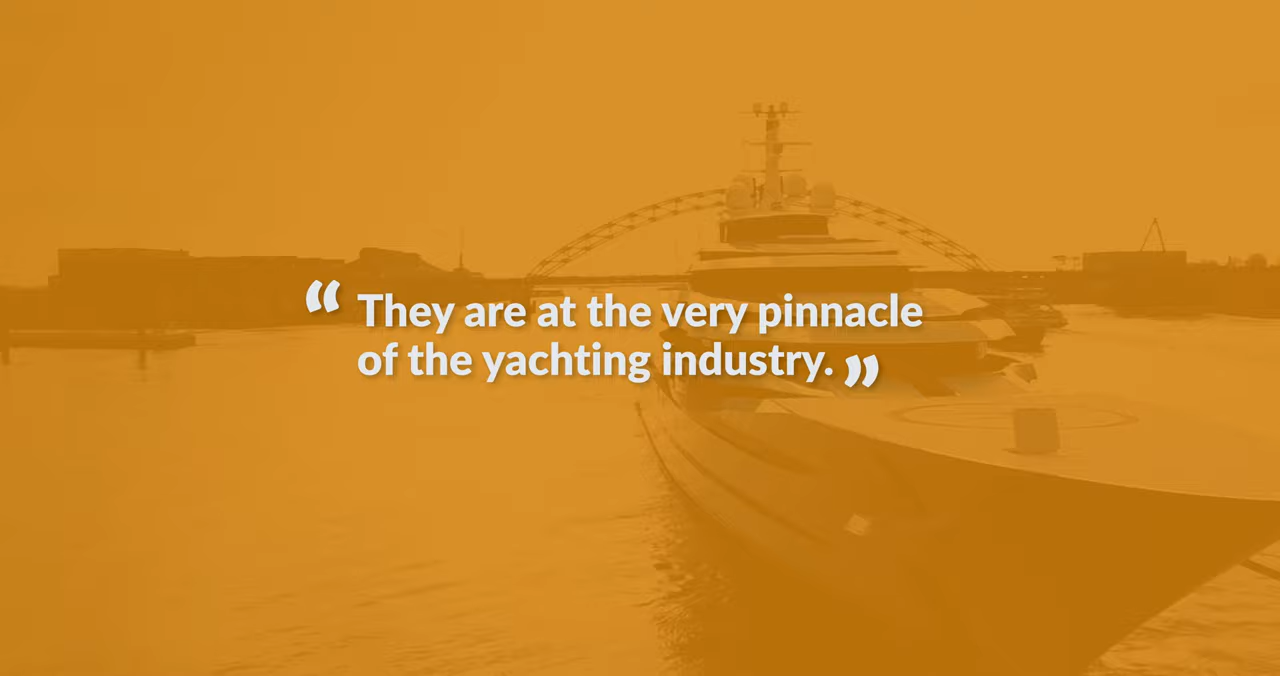 “ They are at the very pinnacle
of the yachting industry. ”